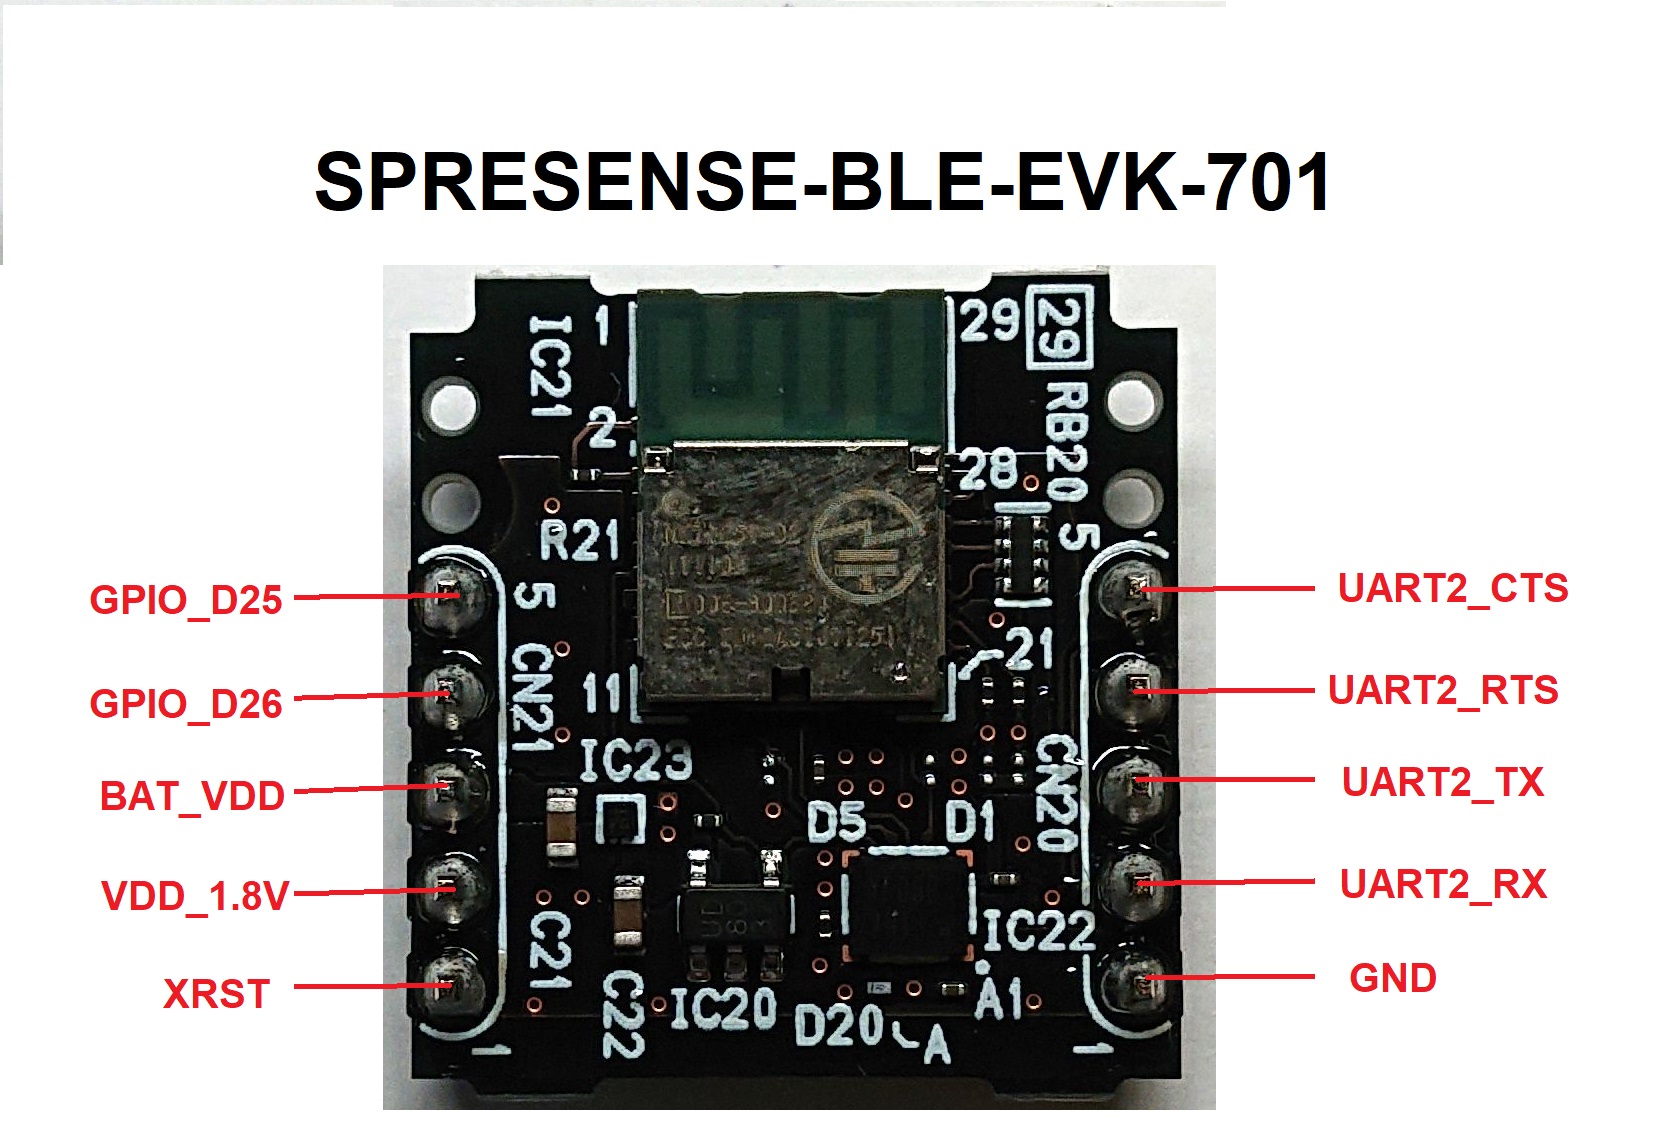 SPRESENSE-BLE-EVK-701
1
IC21
29
29
RB20
2
28
R21
5
GPIO_D25
5
UART2_CTS
21
GPIO_D26
CN21
11
UART2_RTS
IC23
CN20
BAT_VDD
D5
D1
UART2_TX
VDD_1.8V
UART2_RX
C21
IC22
XRST
C22
IC20
D20
A
A1
GND
1
1